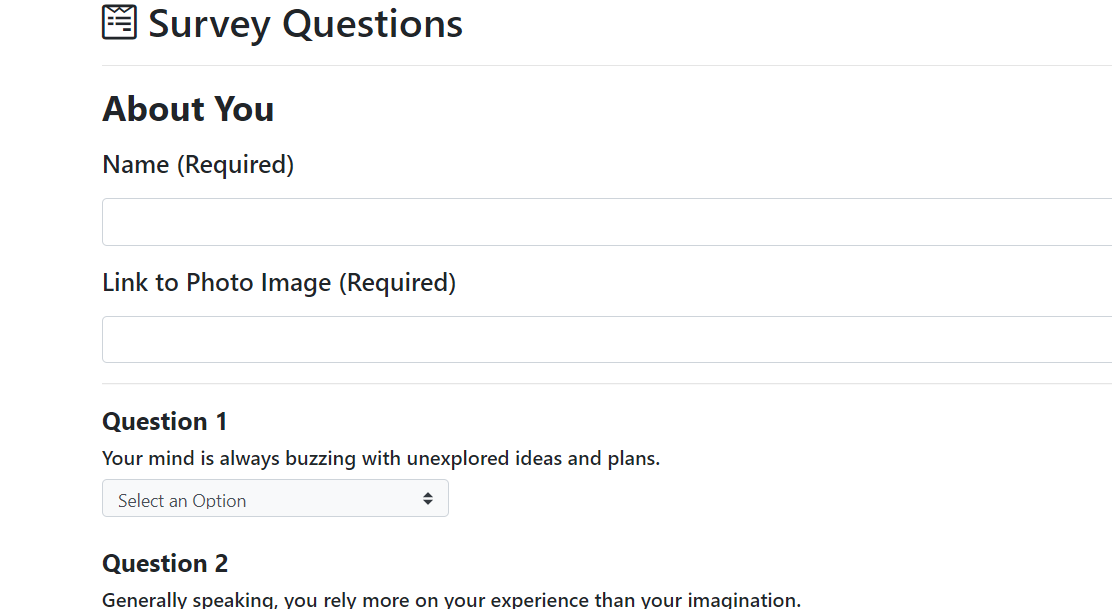 Survey Questions
About You
Name (Required)
Link to Photo Image (Required)
Question 1
Your mind is always buzzing with unexplored ideas and plans.
Select an Option
Question 2
Generally speaking, you rely more on your experience than your imagination.